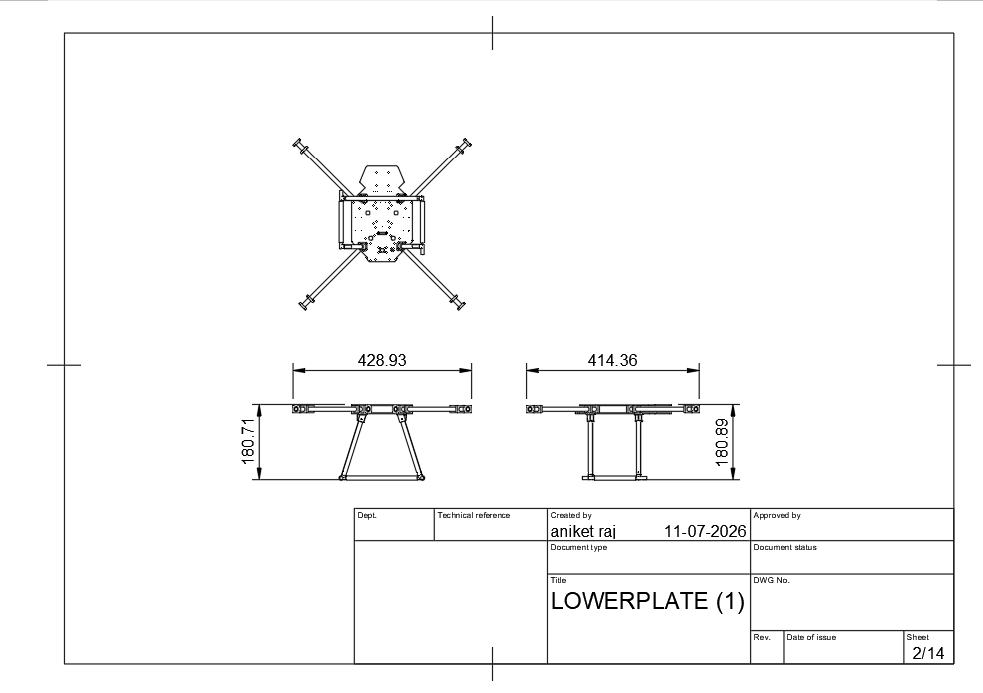 428.93
414.36
180.71
180.89
Dept.
Technical reference
Created by
aniket raj
11-07-2026
Approved by
Document type
Document status
Title
LOWERPLATE (1)
DWG No.
Rev.
Date of issue
Sheet
2/14